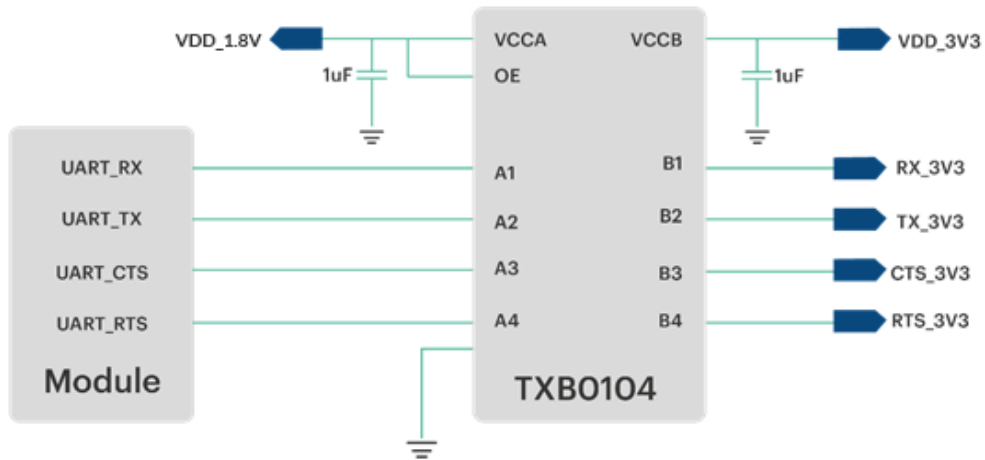 VDD_1.8V
VCCA
VCCB
VDD_3V3
1uF
OE
1uF
UART_RX
A1
B1
RX_3V3
UART_TX
A2
B2
TX_3V3
UART_CTS
A3
B3
CTS_3V3
UART_RTS
A4
B4
RTS_3V3
Module
TXB0104